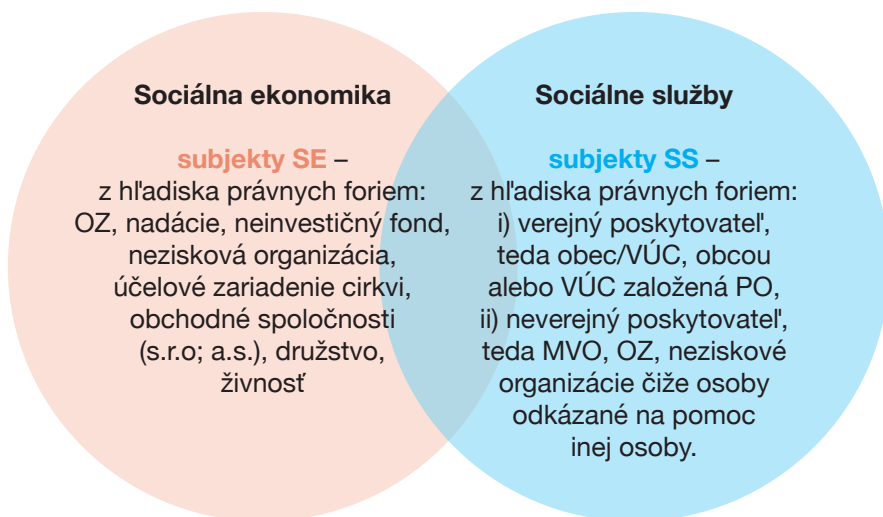 Sociálna ekonomika
subjekty SE –
z hľadiska právnych foriem:
OZ, nadácie, neinvestičný fond,
nezisková organizácia,
účelové zariadenie cirkvi,
obchodné spoločnosti
(s.r.o; a.s.), družstvo,
živnosť
Sociálne služby
subjekty SS –
z hľadiska právnych foriem:
i) verejný poskytovateľ,
teda obec/VÚC, obcou
alebo VÚC založená PO,
ii) neverejný poskytovateľ,
teda MVO, OZ, neziskové
organizácie čiže osoby
odkázané na pomoc
inej osoby.